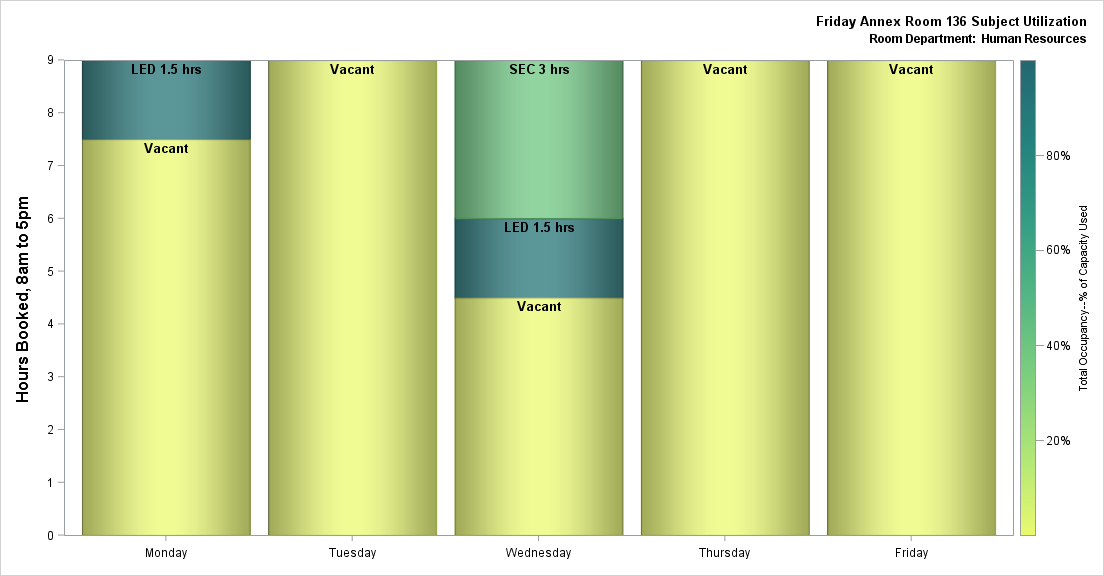 Friday Annex Room 136 Subject Utilization
Room Department: Human Resources
Hours Booked, 8am to 5pm
9
8
7
6
5
4
3
2
1
0
LED 1.5 hrs
Vacant
Vacant
SEC 3 hrs
LED 1.5 hrs
Vacant
Vacant
Vacant
Monday
Tuesday
Wednesday
Thursday
Friday
80%
60%
40%
20%
Total Occupancy--% of Capacity Used